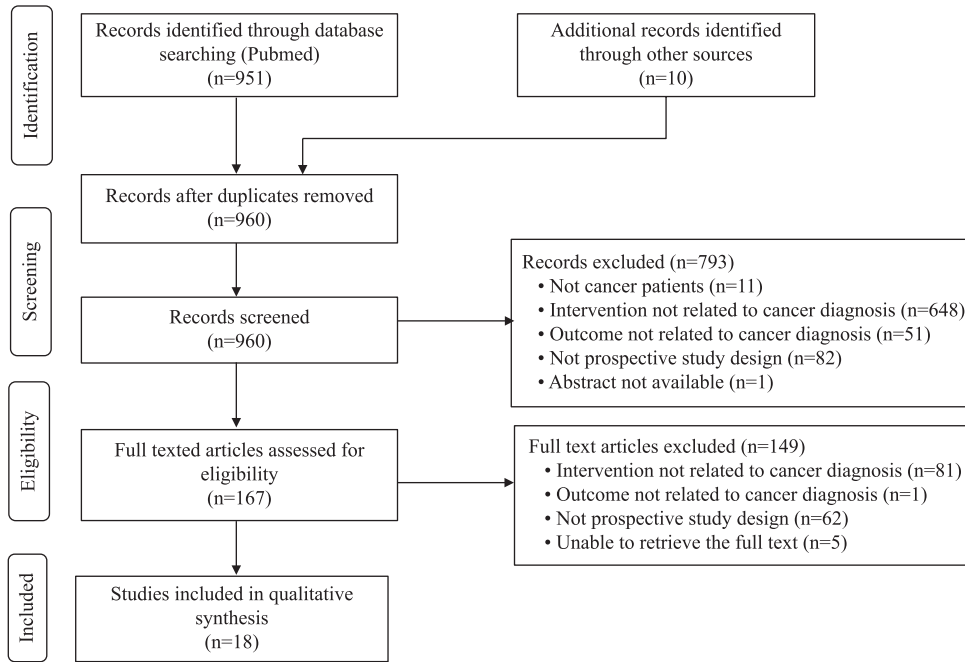 Identification
Records identified through database
searching (Pubmed)
(n=951)
Additional records identified
through other sources
(n=10)
Screening
Records after duplicates removed
(n=960)
Records screened
(n=960)
Records excluded (n=793)
• Not cancer patients (n=11)
• Intervention not related to cancer diagnosis (n=648)
• Outcome not related to cancer diagnosis (n=51)
• Not prospective study design (n=82)
• Abstract not available (n=1)
Eligibility
Full texted articles assessed for
eligibility
(n=167)
Full text articles excluded (n=149)
• Intervention not related to cancer diagnosis (n=81)
• Outcome not related to cancer diagnosis (n=1)
• Not prospective study design (n=62)
• Unable to retrieve the full text (n=5)
Included
Studies included in qualitative
synthesis
(n=18)